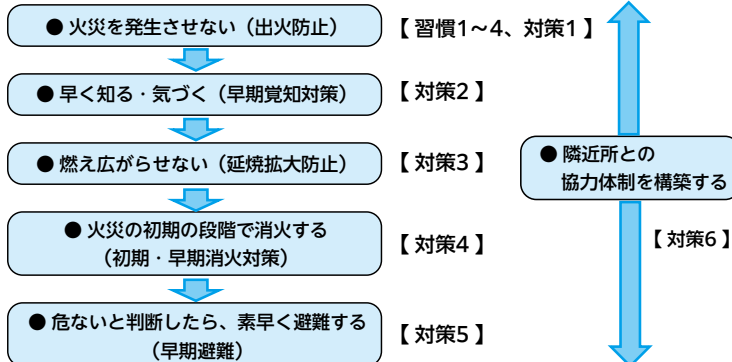 ● 火災を発生させない（出火防止）
【 習慣1～4、対策1 】
● 早く知る・気づく（早期覚知対策）
【 対策2 】
● 燃え広がらせない（延焼拡大防止）
【 対策3 】
● 火災の初期の段階で消火する
（初期・早期消火対策）
【 対策4 】
● 危ないと判断したら、素早く避難する
（早期避難）
【 対策5 】
● 隣近所との
協力体制を構築する
【 対策6 】